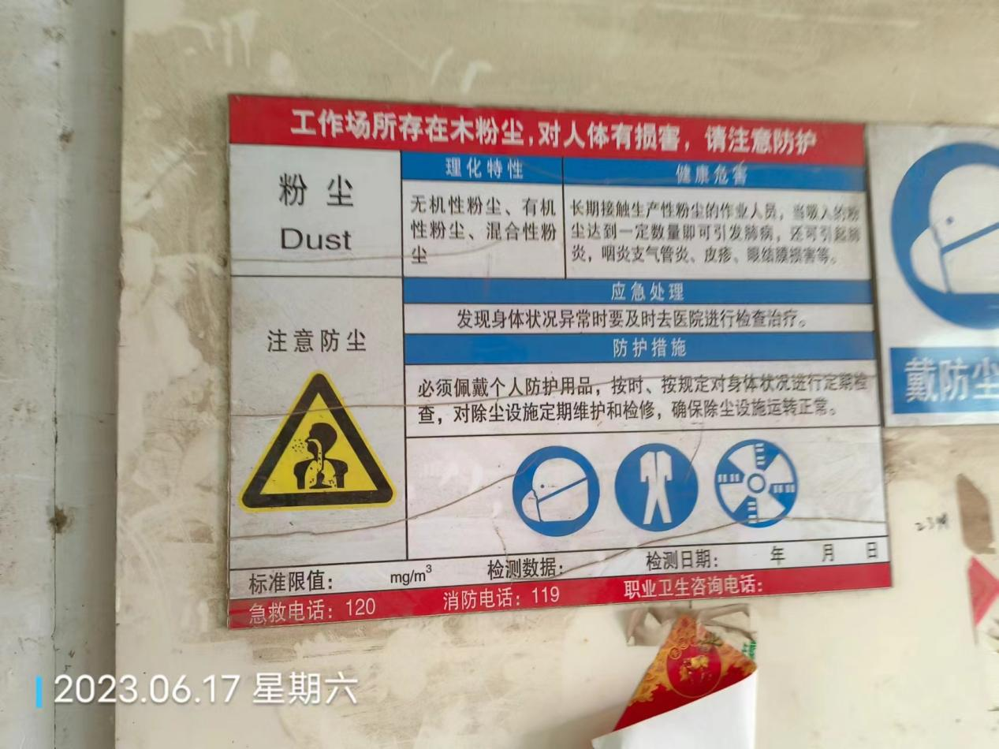 工作场所存在木粉尘,对人体有损害，请注意防护
粉 尘
Dust
理化特性
无机性粉尘、有机
性粉尘、混合性粉
尘
健康危害
长期接触生产性粉尘的作业人员，当吸入的粉
尘达到一定数量即可引发肺病，还可引起肺
炎，咽炎支气管炎、皮疹、眼结膜损害等。
应急处理
发现身体状况异常时要及时去医院进行检查治疗。
注意防尘
防护措施
必须佩戴个人防护用品，按时、按规定对身体状况进行定期检
查，对除尘设施定期维护和检修，确保除尘设施运转正常。
标准限值： mg/m³ 检测数据： 检测日期： 年 月 日
急救电话：120 消防电话：119 职业卫生咨询电话：
戴防尘
2023.06.17 星期六